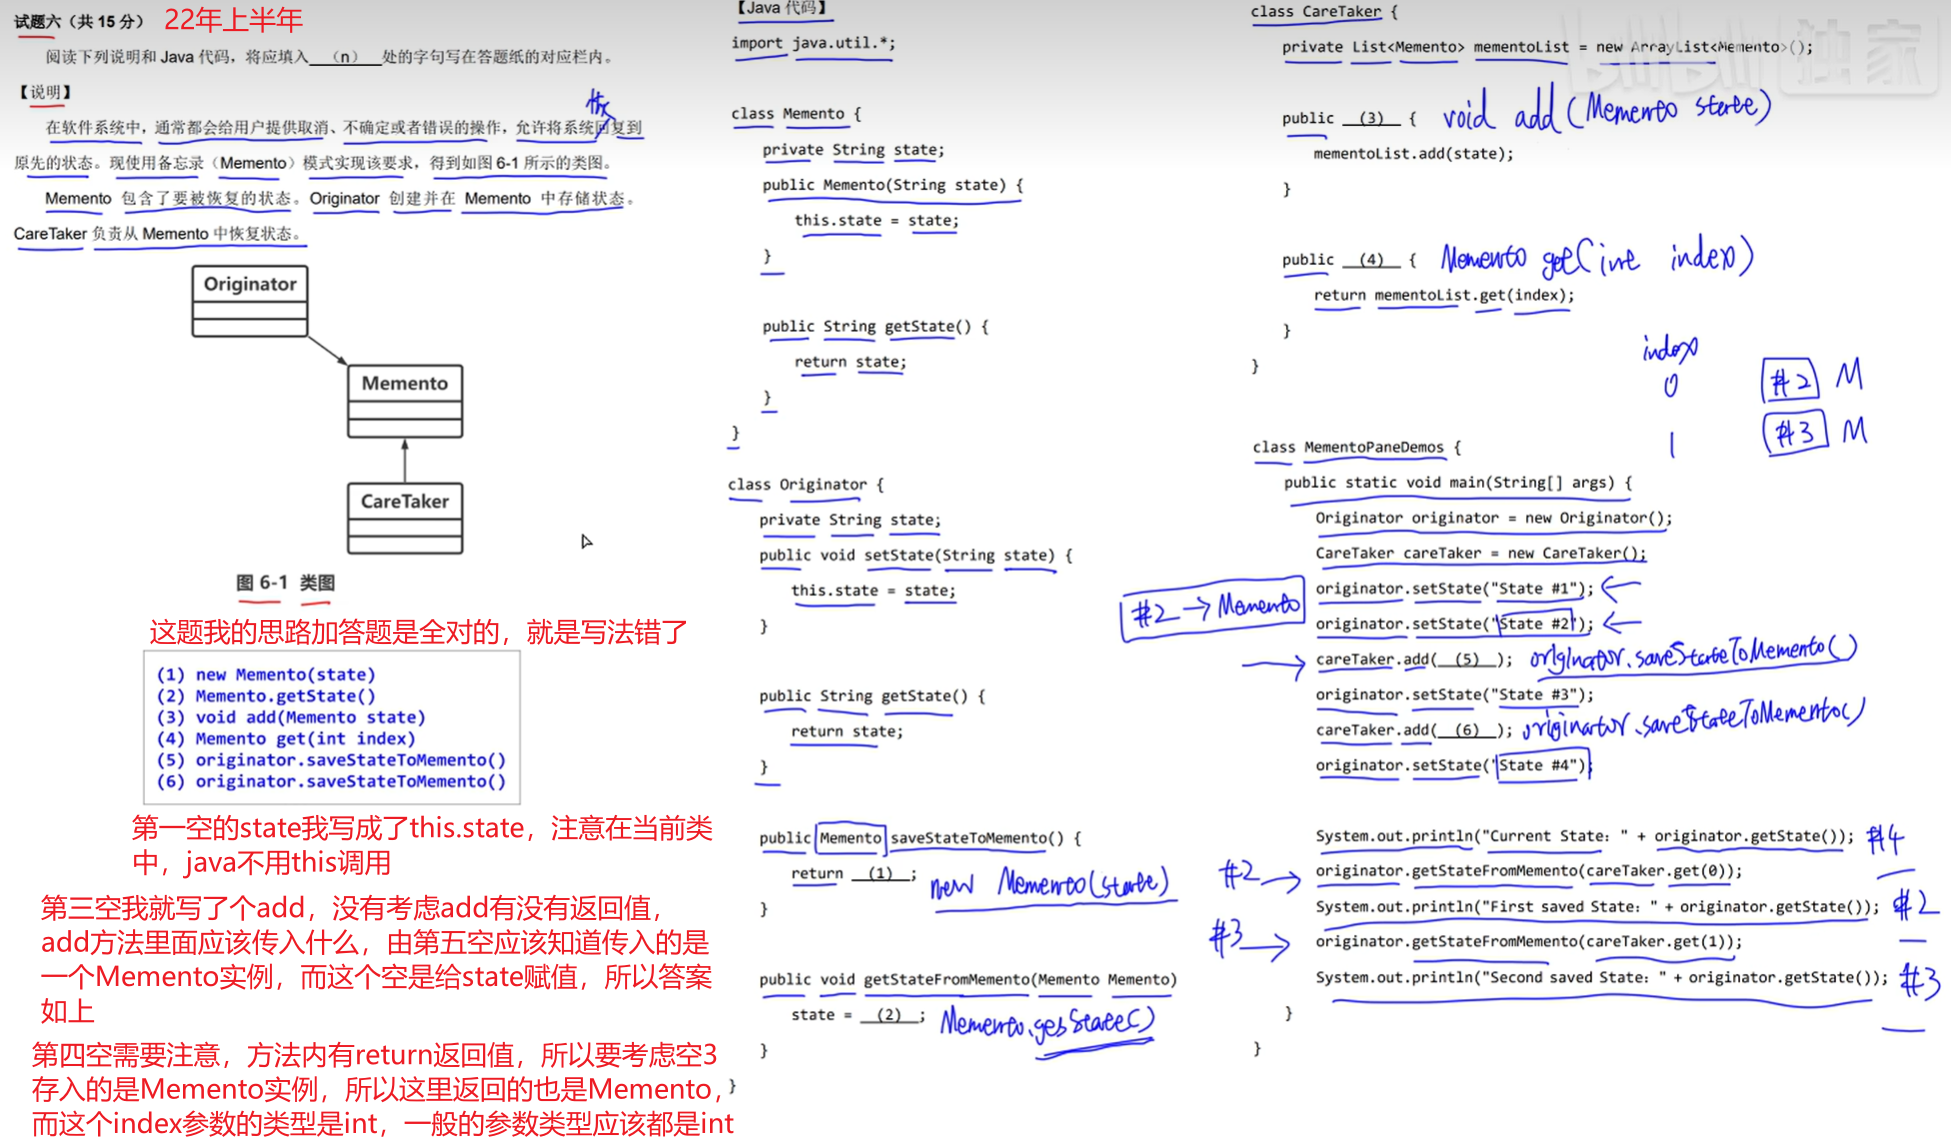 试题六（共 15 分） 22年上半年
阅读下列说明和 Java 代码，将应填入 （n） 处的字句写在答题纸的对应栏内。
【说明】
在软件系统中，通常都会给用户提供取消、不确定或者错误的操作，允许将系统回复到
恢
原先的状态。现使用备忘录（Memento）模式实现该要求，得到如图 6-1 所示的类图。
Memento 包含了要被恢复的状态。Originator 创建并在 Memento 中存储状态。
CareTaker 负责从 Memento 中恢复状态。
Originator
Memento
CareTaker
图 6-1 类图
这题我的思路加答题是全对的，就是写法错了
(1) new Memento(state)
(2) Memento.getState()
(3) void add(Memento state)
(4) Memento get(int index)
(5) originator.saveStateToMemento()
(6) originator.saveStateToMemento()
第一空的state我写成了this.state，注意在当前类
中，java不用this调用
第三空我就写了个add，没有考虑add有没有返回值，
add方法里面应该传入什么，由第五空应该知道传入的是
一个Memento实例，而这个空是给state赋值，所以答案
如上
第四空需要注意，方法内有return返回值，所以要考虑空3
存入的是Memento实例，所以这里返回的也是Memento，
而这个index参数的类型是int，一般的参数类型应该都是int
【Java 代码】
import java.util.*;
class Memento {
private String state;
public Memento(String state) {
this.state = state;
}
public String getState() {
return state;
}
}
class Originator {
private String state;
public void setState(String state) {
this.state = state;
}
public String getState() {
return state;
}
public Memento saveStateToMemento() {
return (1) ; new Memento(state)
}
public void getStateFromMemento(Memento Memento)
state = (2) ; Memento.getState()
}
}
class CareTaker {
private List<Memento> mementoList = new ArrayList<Memento>();
独家
public (3) { void add(Memento state)
mementoList.add(state);
}
public (4) { Memento get(int index)
return mementoList.get(index);
}
}
index
0 #2 M
1 #3 M
class MementoPaneDemos {
public static void main(String[] args) {
Originator originator = new Originator();
CareTaker careTaker = new CareTaker();
originator.setState("State #1");
#2 → Memento
originator.setState("State #2");
careTaker.add( (5) ); originator.saveStateToMemento()
originator.setState("State #3");
careTaker.add( (6) ); originator.saveStateToMemento()
originator.setState("State #4");
System.out.println("Current State: " + originator.getState()); #4
#2 → originator.getStateFromMemento(careTaker.get(0));
System.out.println("First saved State: " + originator.getState()); #2
#3 → originator.getStateFromMemento(careTaker.get(1));
System.out.println("Second saved State: " + originator.getState()); #3
}
}